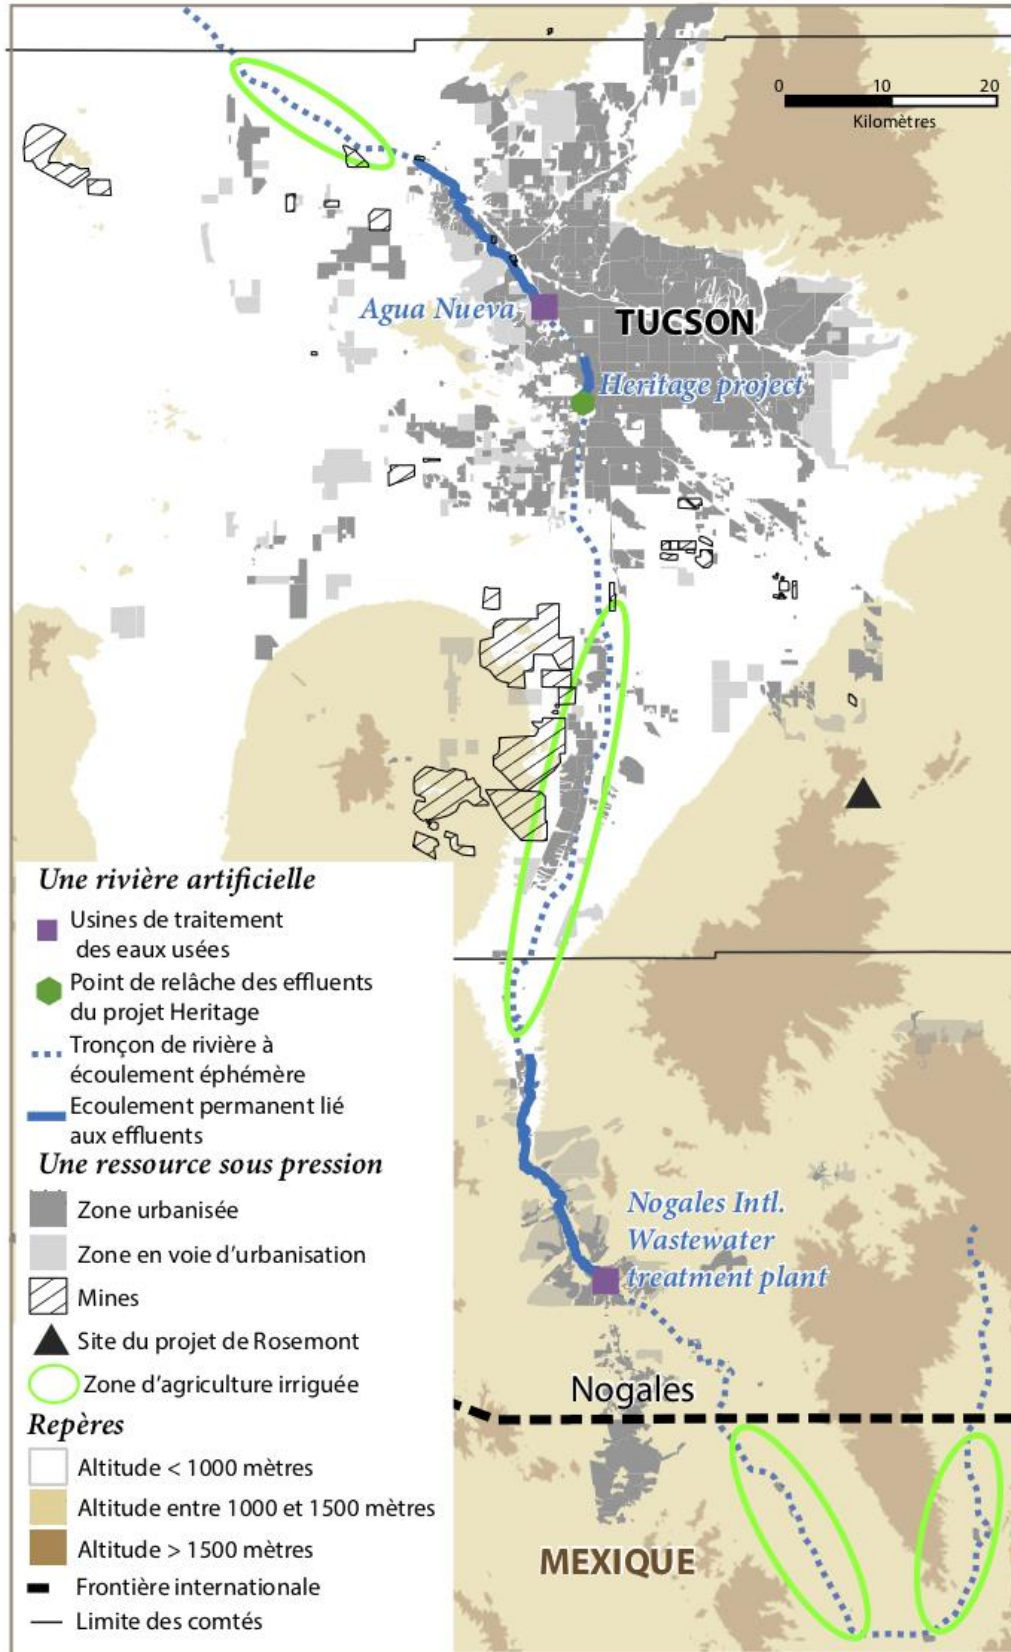 0 10 20
Kilomètres
Agua Nueva
TUCSON
Heritage project
Une rivière artificielle
Usines de traitement
des eaux usées
Point de relâche des effluents
du projet Heritage
Tronçon de rivière à
écoulement éphémère
Ecoulement permanent lié
aux effluents
Une ressource sous pression
Zone urbanisée
Zone en voie d'urbanisation
Mines
Site du projet de Rosemont
Zone d'agriculture irriguée
Repères
Altitude < 1000 mètres
Altitude entre 1000 et 1500 mètres
Altitude > 1500 mètres
Frontière internationale
Limite des comtés
Nogales Intl.
Wastewater
treatment plant
Nogales
MEXIQUE